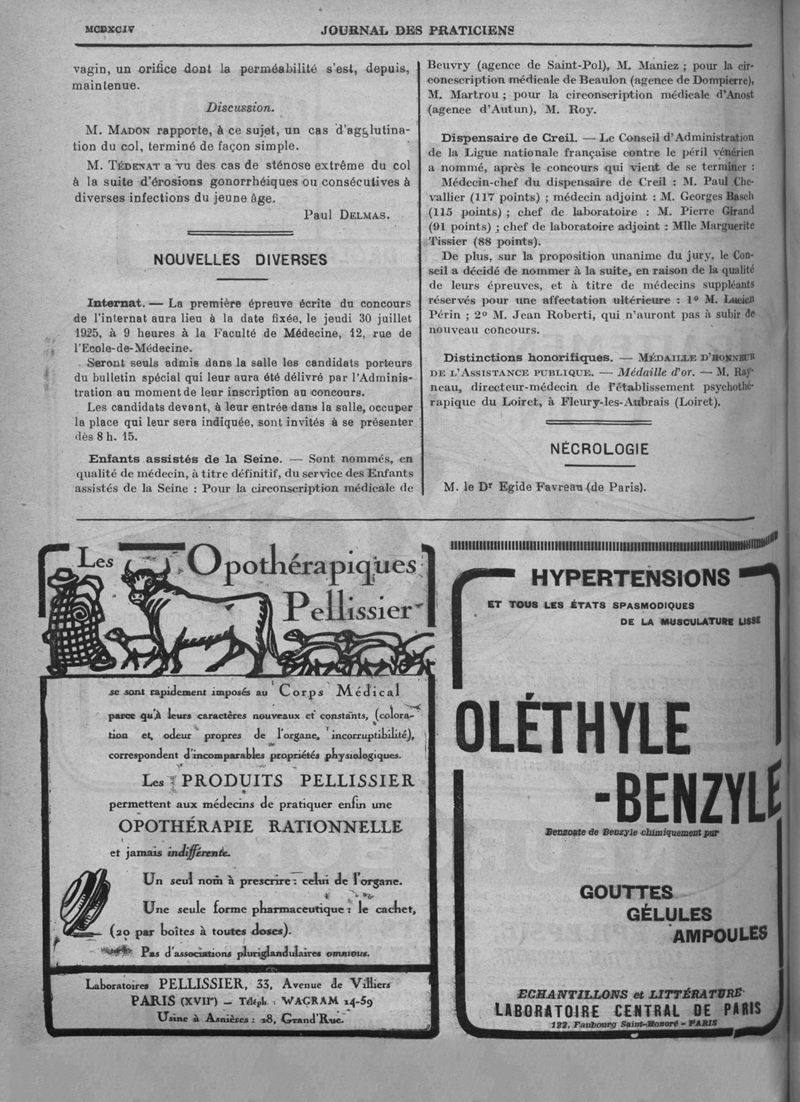 MCDXCIV
JOURNAL DES PRATICIENS
vagin, un orifice dont la perméabilité s'est, depuis,
maintenue.
Discussion.
M. MADON rapporte, à ce sujet, un cas d'agglutina-
tion du col, terminé de façon simple.
M. TÉDENAT a vu des cas de sténose extrême du col
à la suite d'érosions gonorrhéiques ou consécutives à
diverses infections du jeune âge.
Paul DELMAS.
NOUVELLES DIVERSES
Internat. — La première épreuve écrite du concours
de l'internat aura lieu à la date fixée, le jeudi 30 juillet
1925, à 9 heures à la Faculté de Médecine, 12, rue de
l'Ecole-de-Médecine.
Seront seuls admis dans la salle les candidats porteurs
du bulletin spécial qui leur aura été délivré par l'Adminis-
tration au moment de leur inscription au concours.
Les candidats devant, à leur entrée dans la salle, occuper
la place qui leur sera indiquée, sont invités à se présenter
dès 8 h. 15.
Enfants assistés de la Seine. — Sont nommés, en
qualité de médecin, à titre définitif, du service des Enfants
assistés de la Seine : Pour la circonscription médicale de
Beuvry (agence de Saint-Pol), M. Maniez ; pour la cir-
conescription médicale de Beaulon (agence de Dompierre),
M. Martrou ; pour la circonscription médicale d'Anost
(agence d'Autun), M. Roy.
Dispensaire de Creil. — Le Conseil d'Administration
de la Ligue nationale française contre le péril vénérien
a nommé, après le concours qui vient de se terminer :
Médecin-chef du dispensaire de Creil : M. Paul Che-
vallier (117 points) ; médecin adjoint : M. Georges Basch
(115 points) ; chef de laboratoire : M. Pierre Girand
(91 points) ; chef de laboratoire adjoint : Mlle Marguerite
Tissier (88 points).
De plus, sur la proposition unanime du jury, le Con-
seil a décidé de nommer à la suite, en raison de la qualité
de leurs épreuves, et à titre de médecins suppléants
réservés pour une affectation ultérieure : 1º M. Lucien
Périn ; 2º M. Jean Roberti, qui n'auront pas à subir de
nouveau concours.
Distinctions honorifiques. — MÉDAILLE D'HONNEUR
DE L'ASSISTANCE PUBLIQUE. — Médaille d'or. — M. Ray-
neau, directeur-médecin de l'établissement psychothé-
rapique du Loiret, à Fleury-les-Aubrais (Loiret).
NÉCROLOGIE
M. le Dr Egide Favreau (de Paris).
Les Opothérapiques
Pellissier
se sont rapidement imposés au Corps Médical
parce qu'à leurs caractères nouveaux et constants, (colora-
tion et, odeur propres de l'organe, incorruptibilité),
correspondent d'incomparables propriétés physiologiques.
Les PRODUITS PELLISSIER
permettent aux médecins de pratiquer enfin une
OPOTHÉRAPIE RATIONNELLE
et jamais indifférente.
Un seul nom à prescrire : celui de l'organe.
Une seule forme pharmaceutique : le cachet,
(20 par boîtes à toutes doses).
Pas d'associations pluriglandulaires omnious.
Laboratoires PELLISSIER, 33, Avenue de Villiers
PARIS (XVIIe) — Téléph. : WAGRAM 14-59
Usine à Asnières : 18, Grand'Rue.
HYPERTENSIONS
ET TOUS LES ÉTATS SPASMODIQUES
DE LA MUSCULATURE LISSE
OLÉTHYLE
-BENZYLE
Benzoate de Benzyle chimiquement pur
GOUTTES
GÉLULES
AMPOULES
ECHANTILLONS et LITTÉRATURE
LABORATOIRE CENTRAL DE PARIS
122, Faubourg Saint-Honoré - PARIS